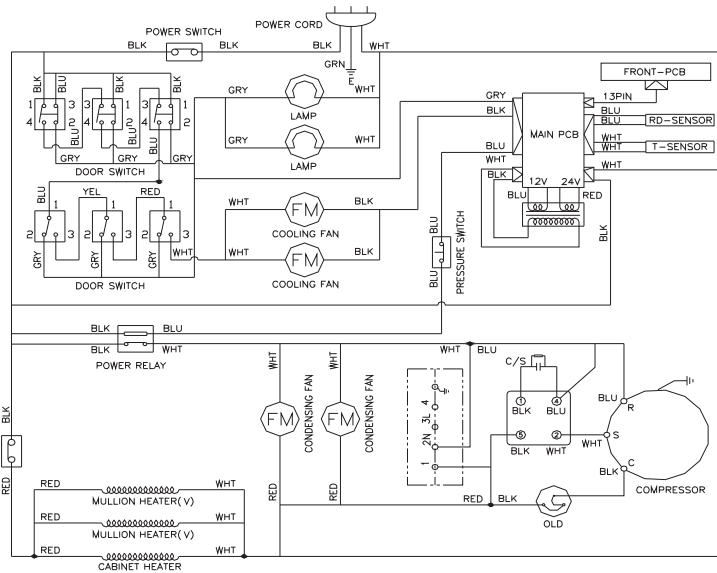 POWER CORD
POWER SWITCH
BLK BLK BLK WHT
GRN
E
BLK BLU BLK BLK
1 3 3 1 3 1
4 2 4 2 4 2
BLU BLU BLU
GRY GRY GRY
DOOR SWITCH
GRY WHT
LAMP
GRY WHT
LAMP
GRY
BLK
BLU
WHT
BLK
MAIN PCB
12V 24V
BLU RED
FRONT-PCB
13PIN
BLU
BLU
RD-SENSOR
WHT
WHT
T-SENSOR
WHT
BLK
BLU YEL RED
1 1 1
2 3 2 3 2 3
GRY GRY GRY WHT
DOOR SWITCH
WHT FM BLK
COOLING FAN
WHT FM BLK
COOLING FAN
BLU
BLU
PRESSURE SWITCH
BLK BLU
BLK WHT
POWER RELAY
WHT BLU
WHT WHT
FM FM
CONDENSING FAN
CONDENSING FAN
RED RED
4
3L
2N
1
C/S
1 4
BLK BLU
5 2
BLK WHT
BLU R
WHT S
BLK C
COMPRESSOR
RED BLK
OLD
BLK
RED
RED WHT
MULLION HEATER(V)
RED WHT
MULLION HEATER(V)
RED WHT
CABINET HEATER